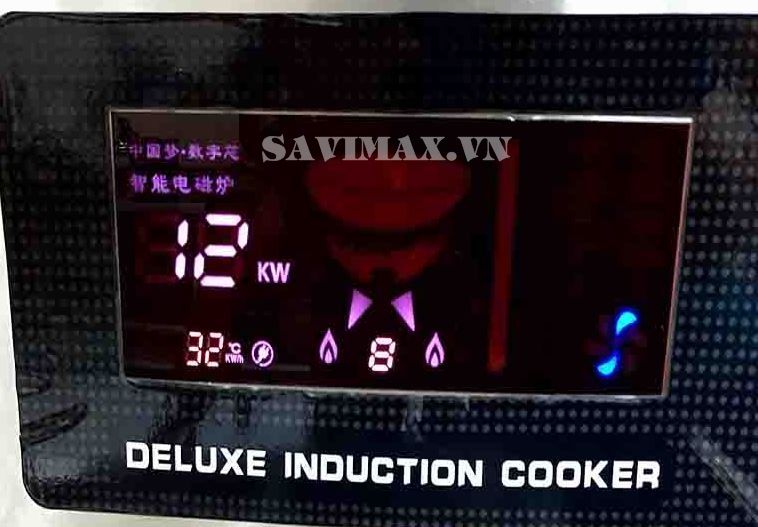 SAVIMAX.VN
中国梦·数字芯
智能电磁炉
12 KW
32 °C KW/h
8
DELUXE INDUCTION COOKER